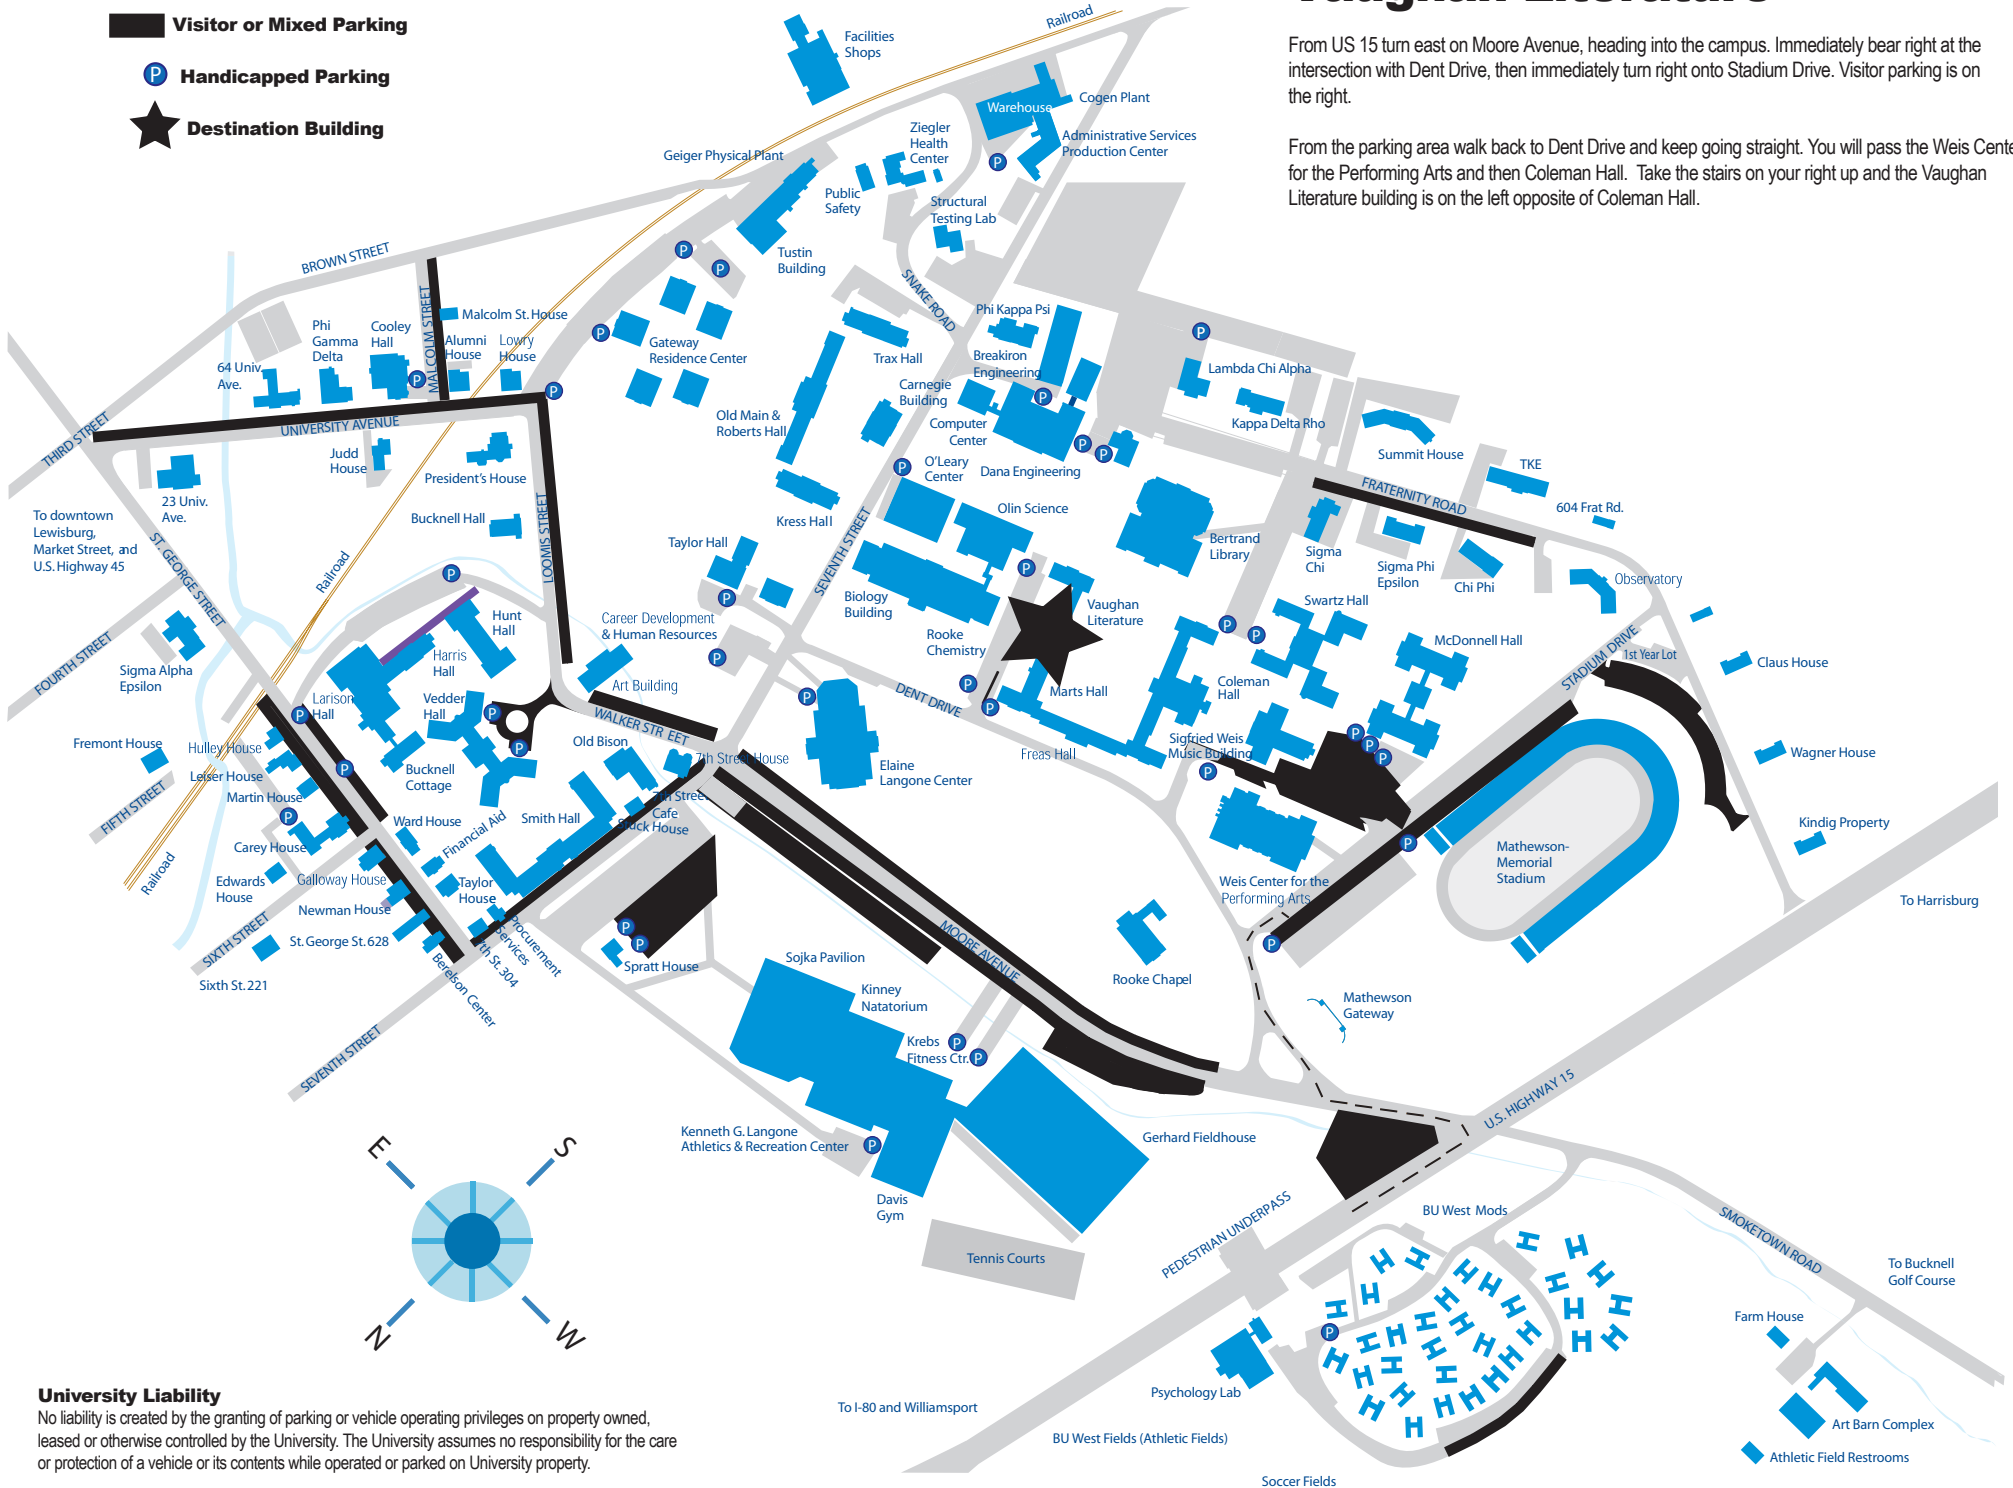 Visitor or Mixed Parking
P Handicapped Parking
Destination Building
Vaughan Literature
From US 15 turn east on Moore Avenue, heading into the campus. Immediately bear right at the
intersection with Dent Drive, then immediately turn right onto Stadium Drive. Visitor parking is on
the right.
From the parking area walk back to Dent Drive and keep going straight. You will pass the Weis Cente
for the Performing Arts and then Coleman Hall. Take the stairs on your right up and the Vaughan
Literature building is on the left opposite of Coleman Hall.
Railroad
Facilities
Shops
Warehouse
Cogen Plant
Administrative Services
Production Center
Ziegler
Health
Center
Geiger Physical Plant
Public
Safety
Structural
Testing Lab
Tustin
Building
BROWN STREET
MALCOLM STREET
SNAKE ROAD
Malcolm St. House
Phi
Gamma
Delta
Cooley
Hall
Alumni
House
Lowry
House
64 Univ.
Ave.
Gateway
Residence Center
Trax Hall
Phi Kappa Psi
Breakiron
Engineering
Carnegie
Building
Lambda Chi Alpha
Kappa Delta Rho
Old Main &
Roberts Hall
Computer
Center
Summit House
THIRD STREET
UNIVERSITY AVENUE
Judd
House
President's House
O'Leary
Center
Dana Engineering
TKE
FRATERNITY ROAD
604 Frat Rd.
23 Univ.
Ave.
To downtown
Lewisburg,
Market Street, and
U.S. Highway 45
Bucknell Hall
LOOMIS STREET
Kress Hall
Olin Science
Bertrand
Library
Sigma
Chi
Sigma Phi
Epsilon
Chi Phi
Observatory
ST. GEORGE STREET
Railroad
Taylor Hall
SEVENTH STREET
Biology
Building
Rooke
Chemistry
Vaughan
Literature
Swartz Hall
McDonnell Hall
Hunt
Hall
Career Development
& Human Resources
FOURTH STREET
Sigma Alpha
Epsilon
Harris
Hall
Larison
Hall
Vedder
Hall
Art Building
DENT DRIVE
Marts Hall
Coleman
Hall
STADIUM DRIVE
1st Year Lot
Claus House
WALKER STREET
Fremont House
Hulley House
Leiser House
Martin House
Old Bison
7th Street House
Bucknell
Cottage
Elaine
Langone Center
Freas Hall
Sigfried Weis
Music Building
Wagner House
FIFTH STREET
7th Street
Cafe
Stuck House
Smith Hall
Ward House
Financial Aid
Kindig Property
Railroad
Carey House
Edwards
House
Galloway House
Taylor
House
Newman House
Mathewson-
Memorial
Stadium
To Harrisburg
Weis Center for the
Performing Arts
SIXTH STREET
St. George St. 628
Procurement
Services
7th St. 304
Berelson Center
Sixth St. 221
Spratt House
MOORE AVENUE
Sojka Pavilion
Rooke Chapel
Kinney
Natatorium
Mathewson
Gateway
Krebs
Fitness Ctr.
SEVENTH STREET
U.S. HIGHWAY 15
Kenneth G. Langone
Athletics & Recreation Center
Gerhard Fieldhouse
E
S
N
W
Davis
Gym
PEDESTRIAN UNDERPASS
BU West Mods
SMOKETOWN ROAD
Tennis Courts
To Bucknell
Golf Course
Farm House
Psychology Lab
To I-80 and Williamsport
BU West Fields (Athletic Fields)
Art Barn Complex
Athletic Field Restrooms
Soccer Fields
University Liability
No liability is created by the granting of parking or vehicle operating privileges on property owned,
leased or otherwise controlled by the University. The University assumes no responsibility for the care
or protection of a vehicle or its contents while operated or parked on University property.